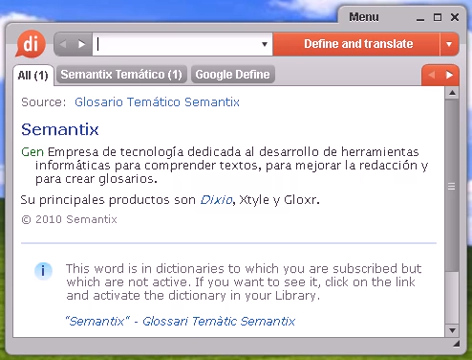 Menu
di
Define and translate
All (1) Semantix Temático (1) Google Define
Source: Glosario Temático Semantix
Semantix
Gen Empresa de tecnología dedicada al desarrollo de herramientas
informáticas para comprender textos, para mejorar la redacción y
para crear glosarios.
Su principales productos son Dixio, Xtyle y Gloxr.
© 2010 Semantix
i
This word is in dictionaries to which you are subscribed but
which are not active. If you want to see it, click on the link
and activate the dictionary in your Library.
"Semantix" - Glossari Temàtic Semantix